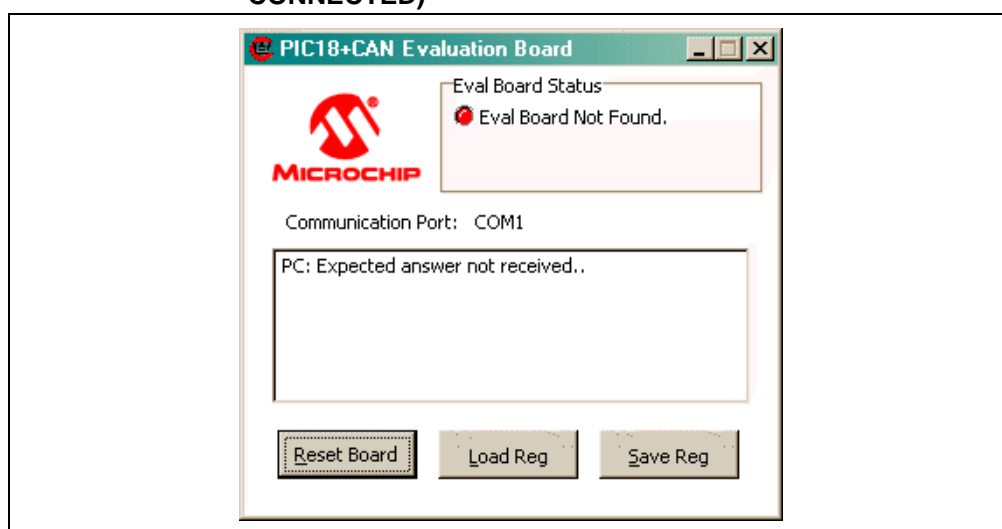 CONNECTED)
PIC18+CAN Evaluation Board
Eval Board Status
Eval Board Not Found.
MICROCHIP
Communication Port: COM1
PC: Expected answer not received..
Reset Board Load Reg Save Reg